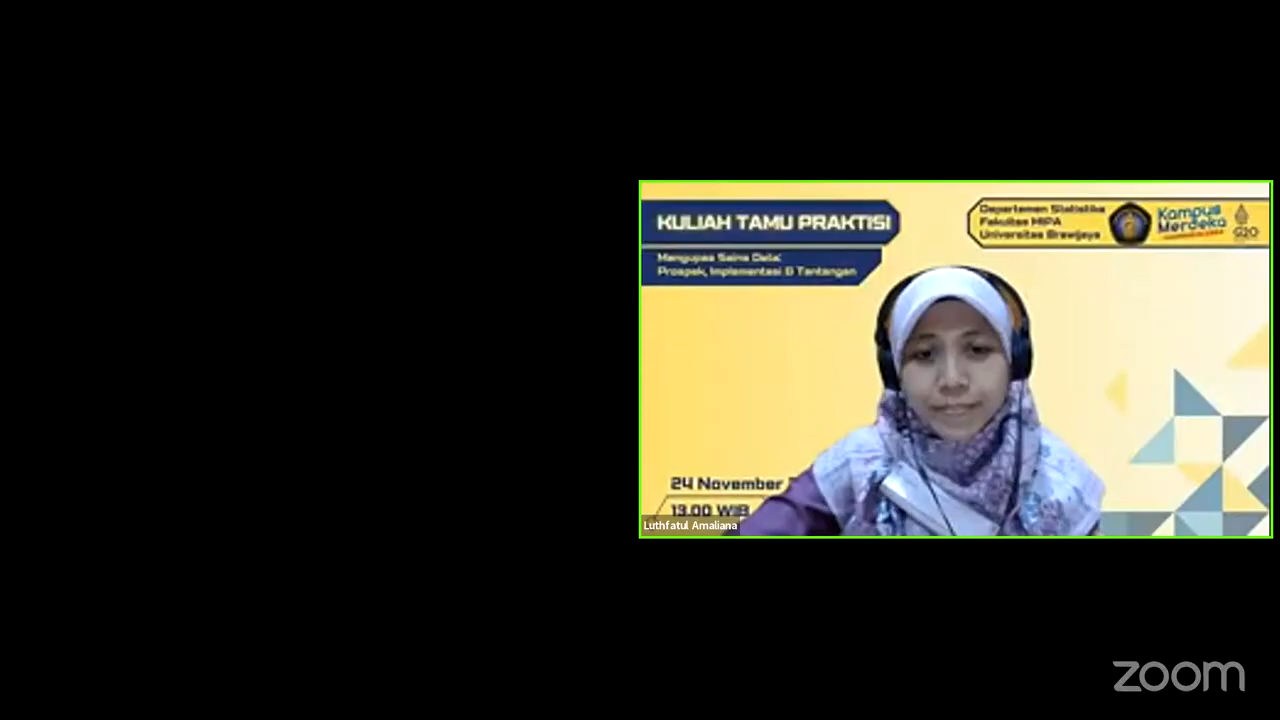 KULIAH TAMU PRAKTISI
Mengupas Sains Data:
Prospek, Implementasi & Tantangan
Departemen Statistika
Fakultas MIPA
Universitas Brawijaya
Kampus
Merdeka
G20
24 November
13.00 WIB
Luthfatul Amaliana
zoom